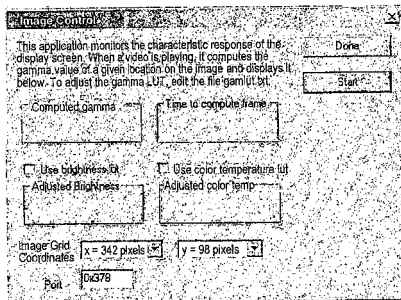 Image Control
This application monitors the characteristic response of the
display screen. When a video is playing, it computes the
gamma value of a given location on the image and displays it
below. To adjust the gamma LUT, edit the file gamlut.txt.
Done
Start
Computed gamma
Time to compute frame
Use brightness lut
Use color temperature lut
Adjusted Brightness
Adjusted color temp
Image Grid
Coordinates
x = 342 pixels
y = 98 pixels
Port
0x378